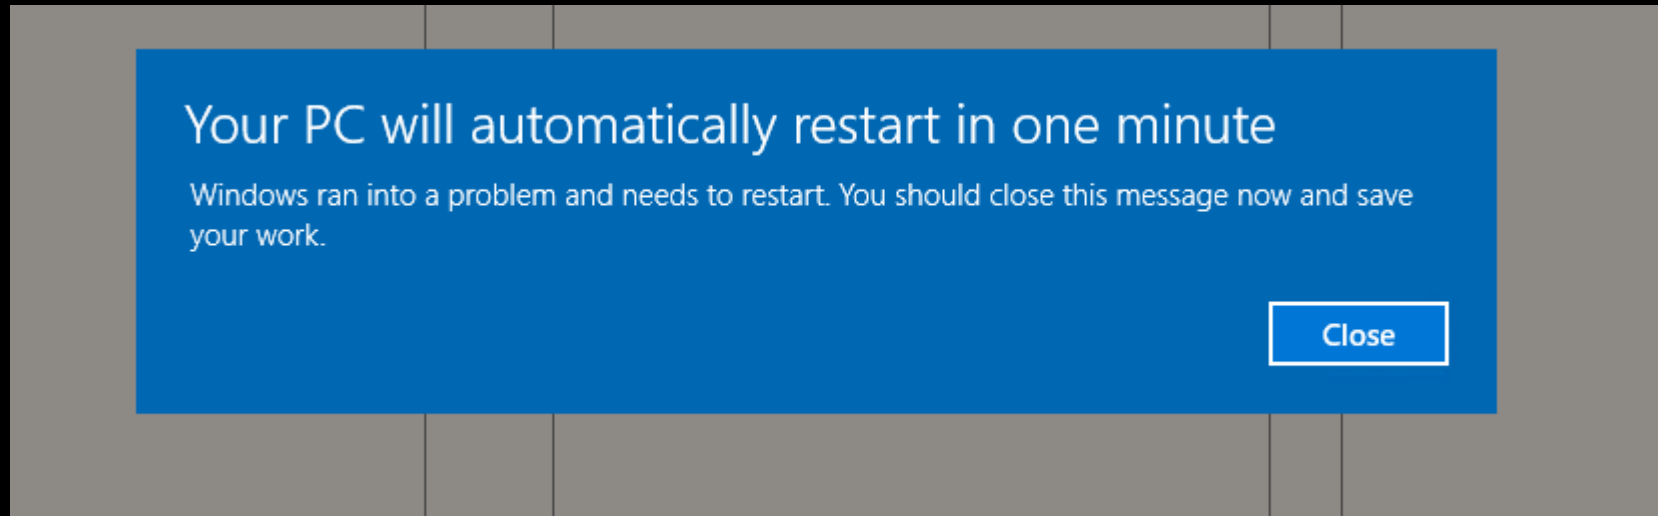 Your PC will automatically restart in one minute
Windows ran into a problem and needs to restart. You should close this message now and save
your work.
Close